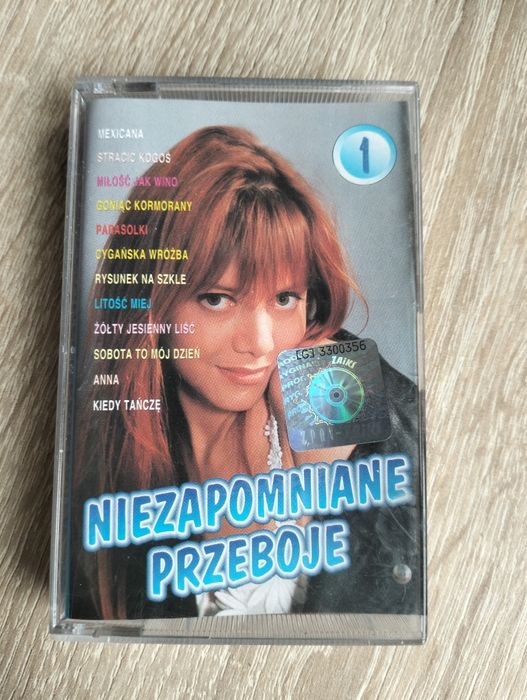 MEXICANA
STRACIĆ KOGOŚ
MIŁOŚĆ JAK WINO
GONIĄC KORMORANY
PARASOLKI
CYGAŃSKA WRÓŻBA
RYSUNEK NA SZKLE
LITOŚĆ MIEJ
ŻÓŁTY JESIENNY LIŚĆ
SOBOTA TO MÓJ DZIEŃ
ANNA
KIEDY TAŃCZĘ
1
3300356
ZAIKS
NIEZAPOMNIANE
PRZEBOJE